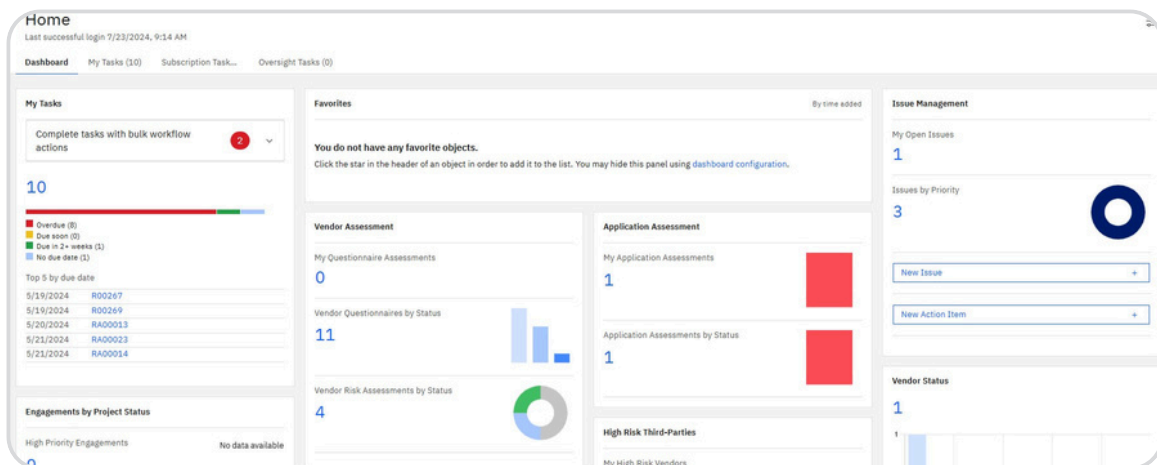 Home
Last successful login 7/23/2024, 9:14 AM
Dashboard
My Tasks (10)
Subscription Task...
Oversight Tasks (0)
My Tasks
Complete tasks with bulk workflow
actions
2
10
Overdue (8)
Due soon (0)
Due in 2+ weeks (1)
No due date (1)
Top 5 by due date
5/19/2024 R00267
5/19/2024 R00269
5/20/2024 RA00013
5/21/2024 RA00023
5/21/2024 RA00014
Engagements by Project Status
High Priority Engagements
No data available
0
Favorites
By time added
You do not have any favorite objects.
Click the star in the header of an object in order to add it to the list. You may hide this panel using dashboard configuration.
Vendor Assessment
My Questionnaire Assessments
0
Vendor Questionnaires by Status
11
Vendor Risk Assessments by Status
4
Application Assessment
My Application Assessments
1
Application Assessments by Status
1
High Risk Third-Parties
My High Risk Vendors
Issue Management
My Open Issues
1
Issues by Priority
3
New Issue +
New Action Item +
Vendor Status
1
1